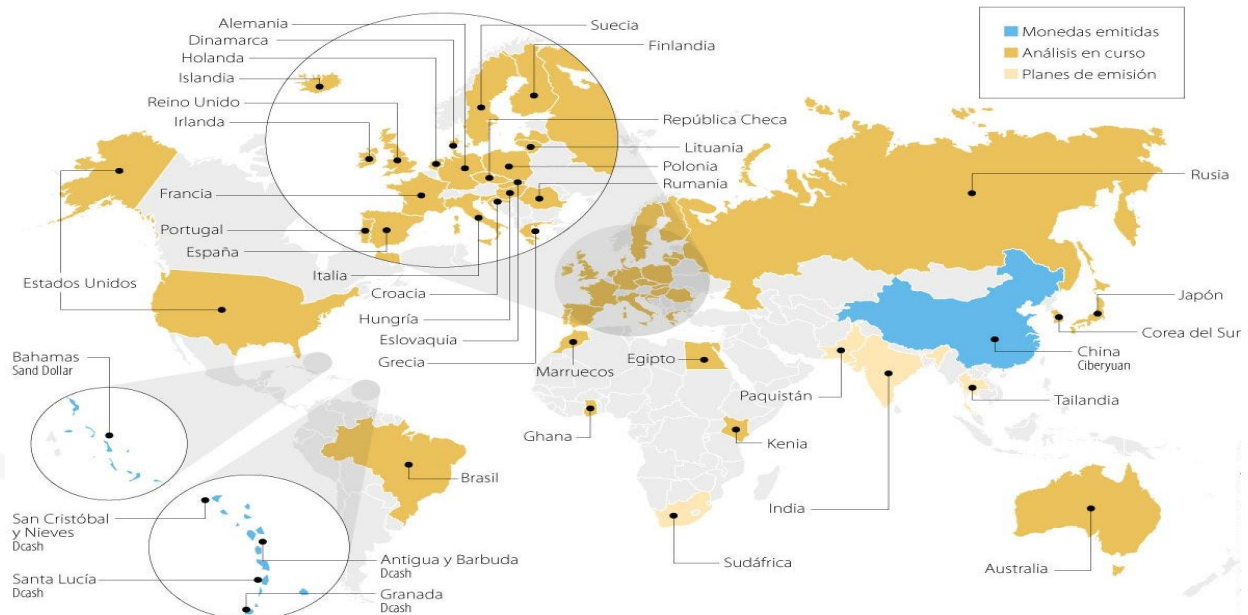 Alemania
Dinamarca
Holanda
Islandia
Reino Unido
Irlanda
Francia
Portugal
España
Italia
Croacia
Hungría
Eslovaquia
Grecia
Suecia
Finlandia
República Checa
Lituania
Polonia
Rumania
Monedas emitidas
Análisis en curso
Planes de emisión
Rusia
Estados Unidos
Japón
Corea del Sur
China
Ciberyuan
Bahamas
Sand Dollar
Marruecos
Egipto
Paquistán
Tailandia
Ghana
Kenia
Brasil
India
San Cristóbal
y Nieves
Dcash
Antigua y Barbuda
Dcash
Santa Lucía
Dcash
Granada
Dcash
Sudáfrica
Australia